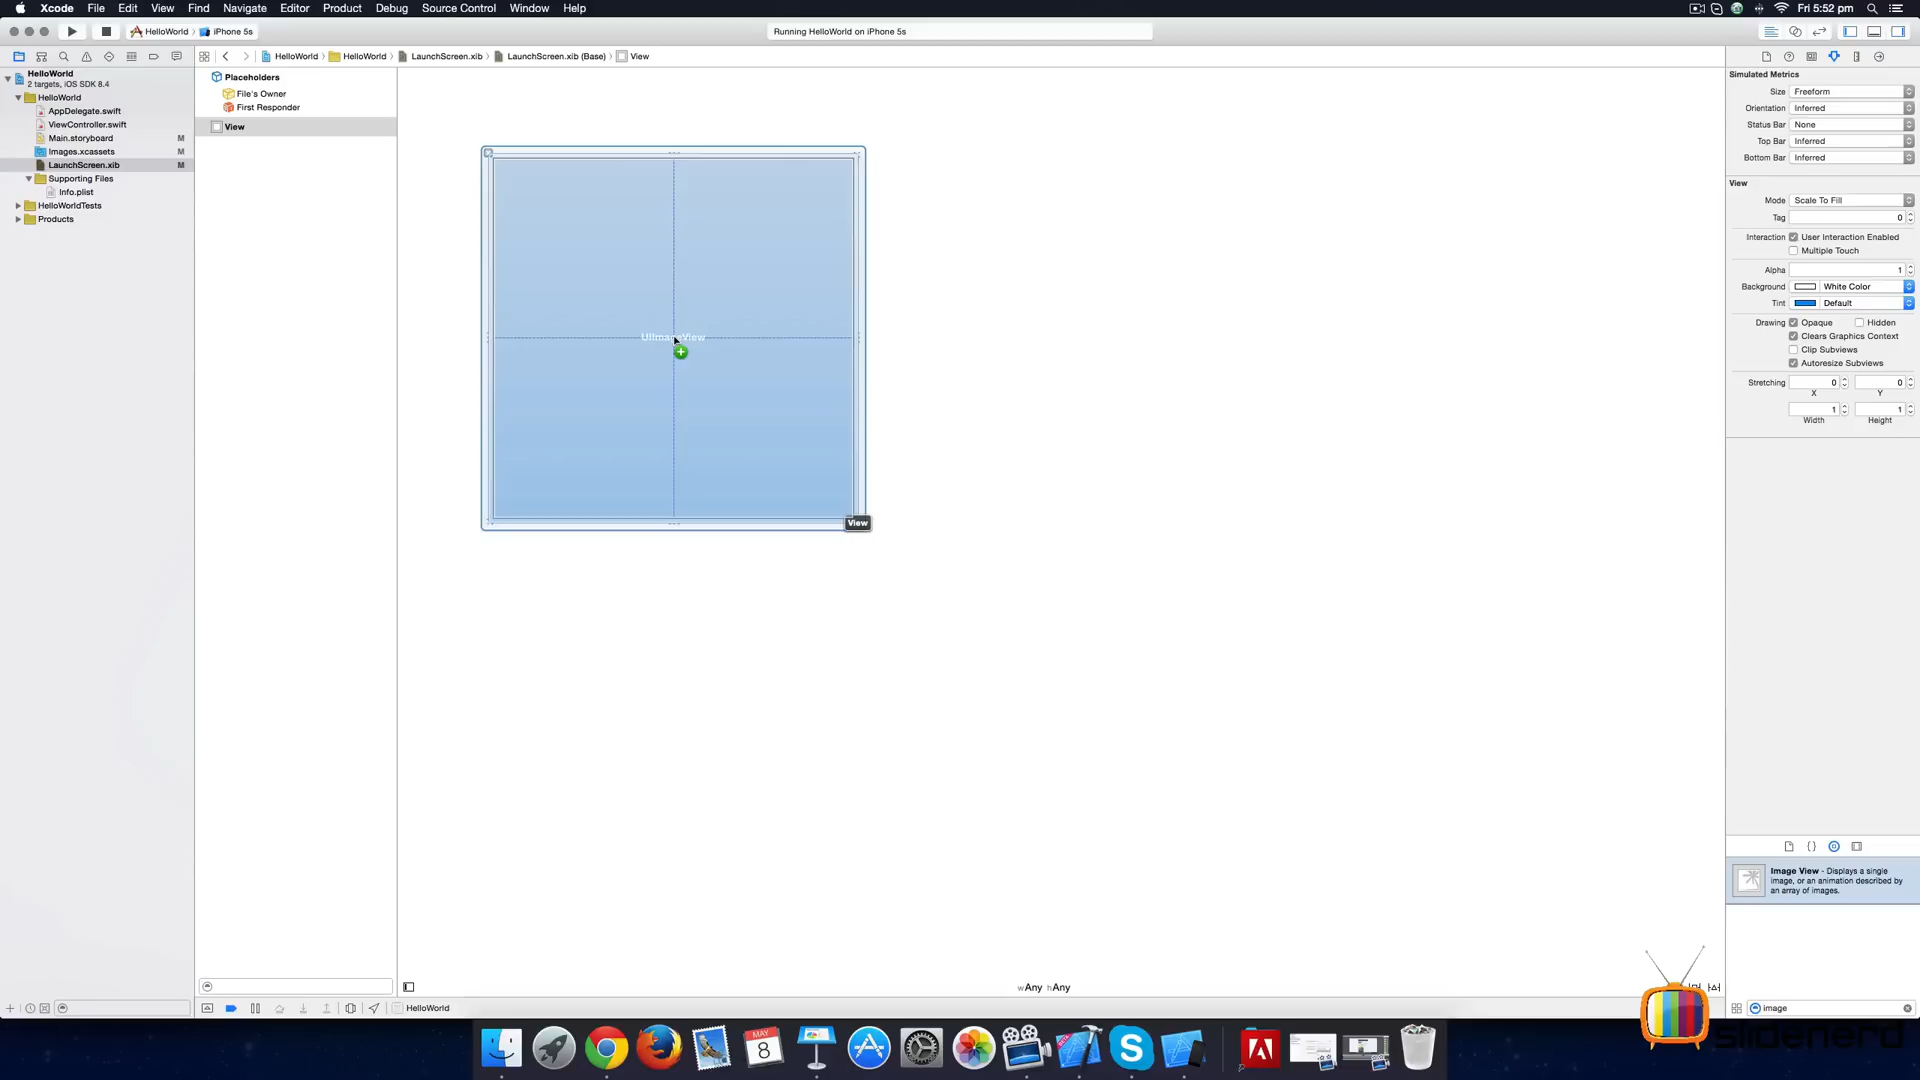 Xcode File Edit View Find Navigate Editor Product Debug Source Control Window Help Fri 5:52 pm
HelloWorld iPhone 5s Running HelloWorld on iPhone 5s
HelloWorld HelloWorld LaunchScreen.xib LaunchScreen.xib (Base) View
HelloWorld
2 targets, iOS SDK 8.4
HelloWorld
AppDelegate.swift
ViewController.swift
Main.storyboard M
Images.xcassets M
LaunchScreen.xib M
Supporting Files
Info.plist
HelloWorldTests
Products
Placeholders
File's Owner
First Responder
View
UIImageView
View
wAny hAny
HelloWorld
Simulated Metrics
Size Freeform
Orientation Inferred
Status Bar None
Top Bar Inferred
Bottom Bar Inferred
View
Mode Scale To Fill
Tag 0
Interaction User Interaction Enabled
Multiple Touch
Alpha 1
Background White Color
Tint Default
Drawing Opaque Hidden
Clears Graphics Context
Clip Subviews
Autoresize Subviews
Stretching 0 0
X Y
1 1
Width Height
{ }
Image View - Displays a single
image, or an animation described by
an array of images.
image
slidenerd
MAY
8